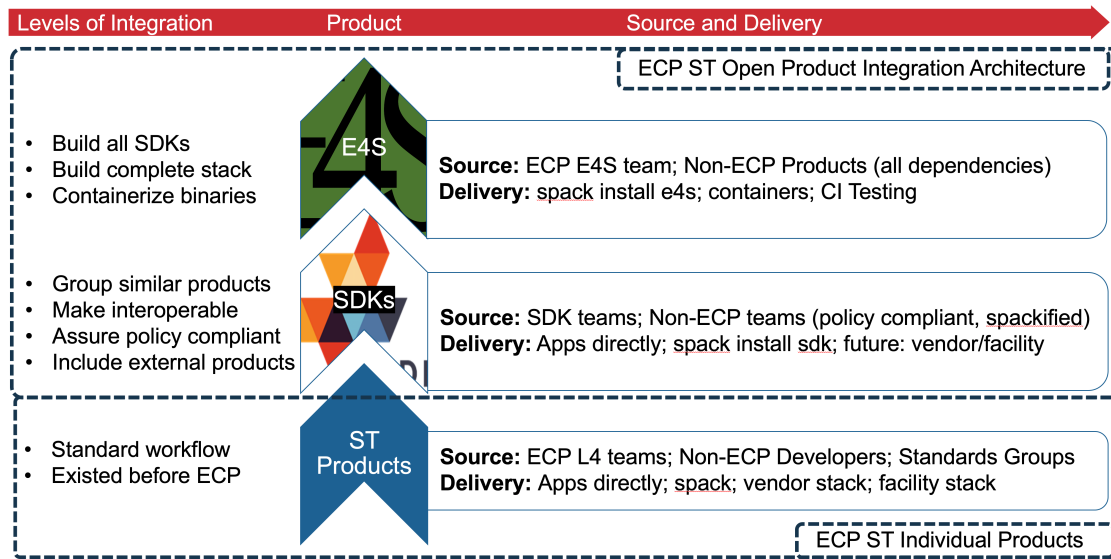 Levels of Integration Product Source and Delivery
ECP ST Open Product Integration Architecture
• Build all SDKs
• Build complete stack
• Containerize binaries
E4S
Source: ECP E4S team; Non-ECP Products (all dependencies)
Delivery: spack install e4s; containers; CI Testing
• Group similar products
• Make interoperable
• Assure policy compliant
• Include external products
SDKs
Source: SDK teams; Non-ECP teams (policy compliant, spackified)
Delivery: Apps directly; spack install sdk; future: vendor/facility
• Standard workflow
• Existed before ECP
ST
Products
Source: ECP L4 teams; Non-ECP Developers; Standards Groups
Delivery: Apps directly; spack; vendor stack; facility stack
ECP ST Individual Products